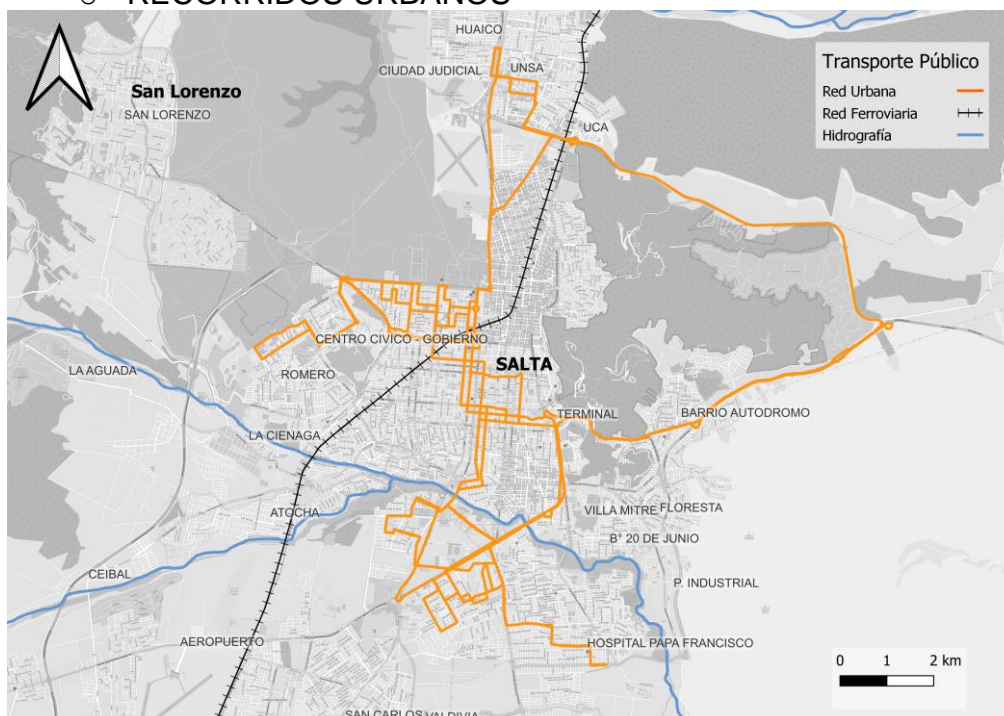 ○ RECORRIDOS URBANOS
HUAICO
CIUDAD JUDICIAL
UNSA
San Lorenzo
SAN LORENZO
UCA
Transporte Público
Red Urbana
Red Ferroviaria
Hidrografía
CENTRO CIVICO - GOBIERNO
LA AGUADA
ROMERO
SALTA
TERMINAL
BARRIO AUTODROMO
LA CIENAGA
ATOCHA
VILLA MITRE
FLORESTA
B° 20 DE JUNIO
CEIBAL
P. INDUSTRIAL
AEROPUERTO
HOSPITAL PAPA FRANCISCO
0 1 2 km
SAN CARLOS
VALDIVIA